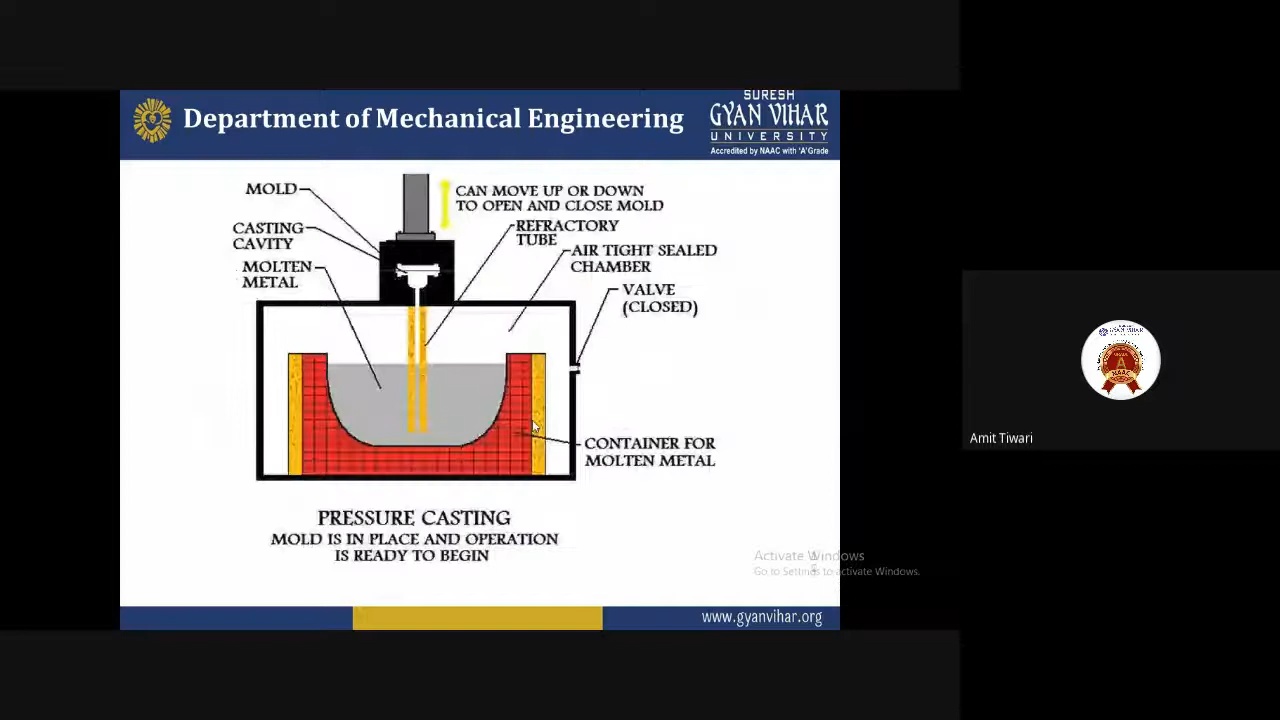 Department of Mechanical Engineering
SURESH
GYAN VIHAR
UNIVERSITY
Accredited by NAAC with 'A' Grade
MOLD
CAN MOVE UP OR DOWN
TO OPEN AND CLOSE MOLD
CASTING
CAVITY
REFRACTORY
TUBE
MOLTEN
METAL
AIR TIGHT SEALED
CHAMBER
VALVE
(CLOSED)
CONTAINER FOR
MOLTEN METAL
PRESSURE CASTING
MOLD IS IN PLACE AND OPERATION
IS READY TO BEGIN
Activate Windows
Go to Settings to activate Windows.
www.gyanvihar.org
Amit Tiwari